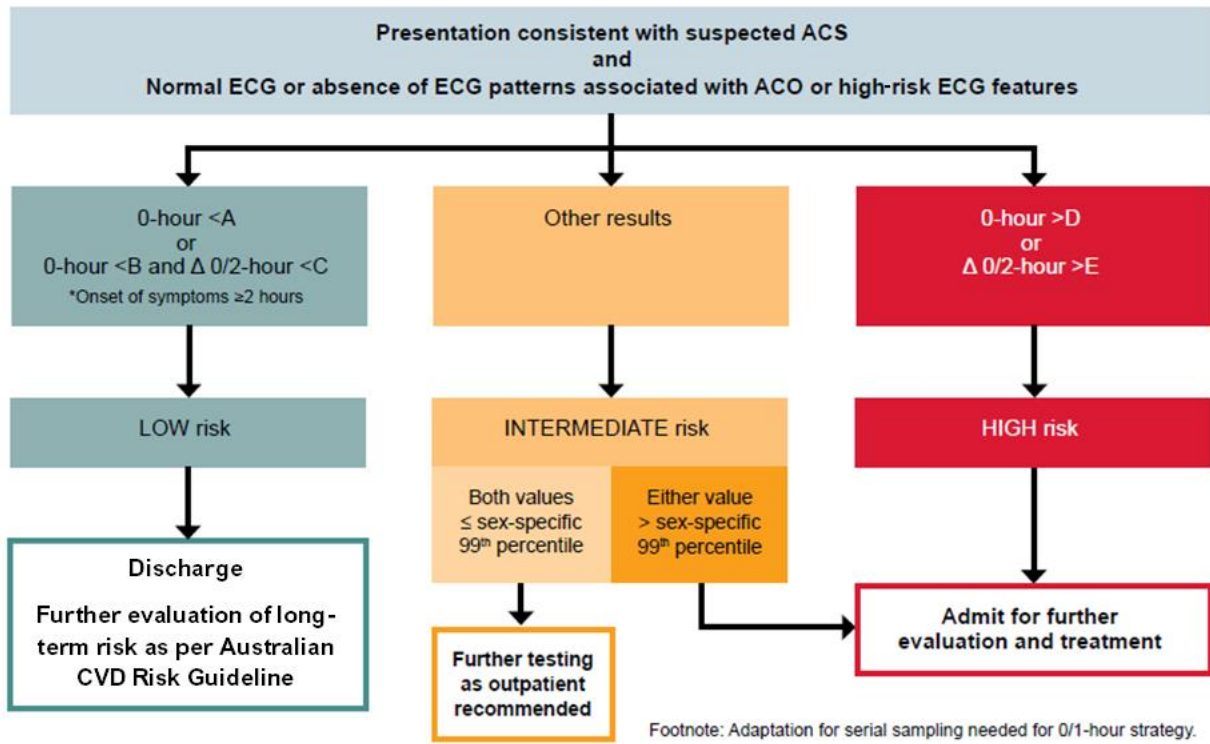 Presentation consistent with suspected ACS
and
Normal ECG or absence of ECG patterns associated with ACO or high-risk ECG features
0-hour <A
or
0-hour <B and Δ 0/2-hour <C
*Onset of symptoms ≥2 hours
Other results
0-hour >D
or
Δ 0/2-hour >E
LOW risk
INTERMEDIATE risk
HIGH risk
Both values
≤ sex-specific
99th percentile
Either value
> sex-specific
99th percentile
Discharge
Further evaluation of long-
term risk as per Australian
CVD Risk Guideline
Further testing
as outpatient
recommended
Admit for further
evaluation and treatment
Footnote: Adaptation for serial sampling needed for 0/1-hour strategy.